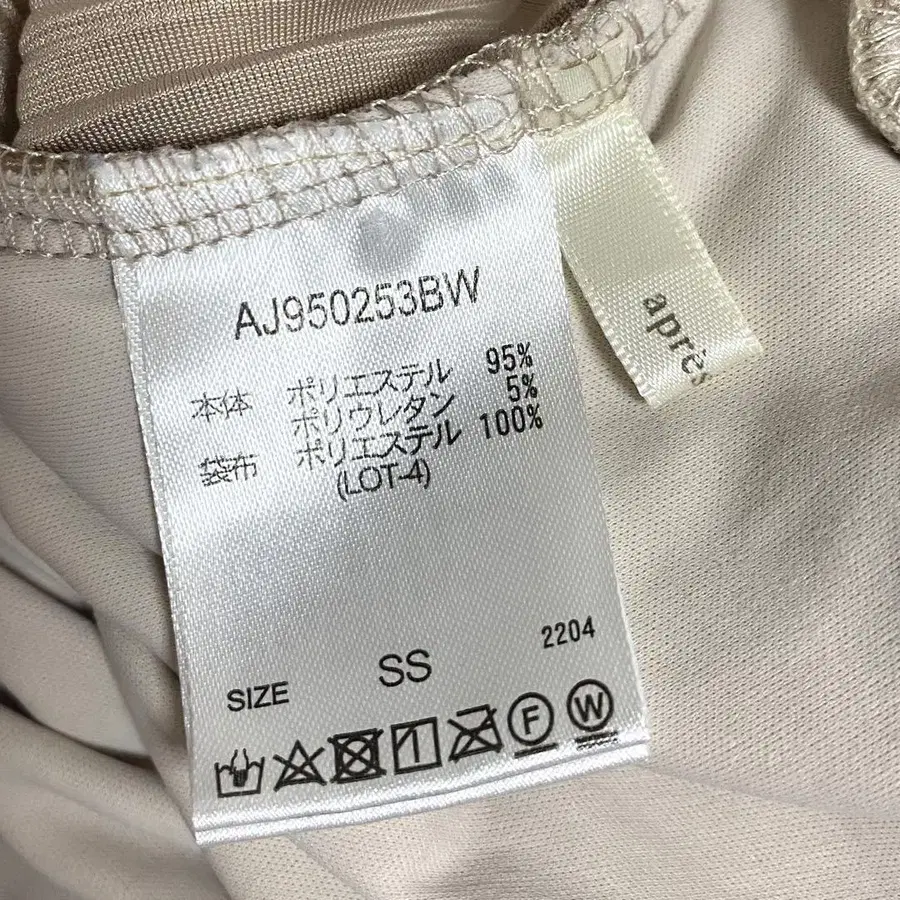 AJ950253BW
本体 ポリエステル 95%
ポリウレタン 5%
袋布 ポリエステル 100%
(LOT-4)
2204
SIZE SS
F W
après